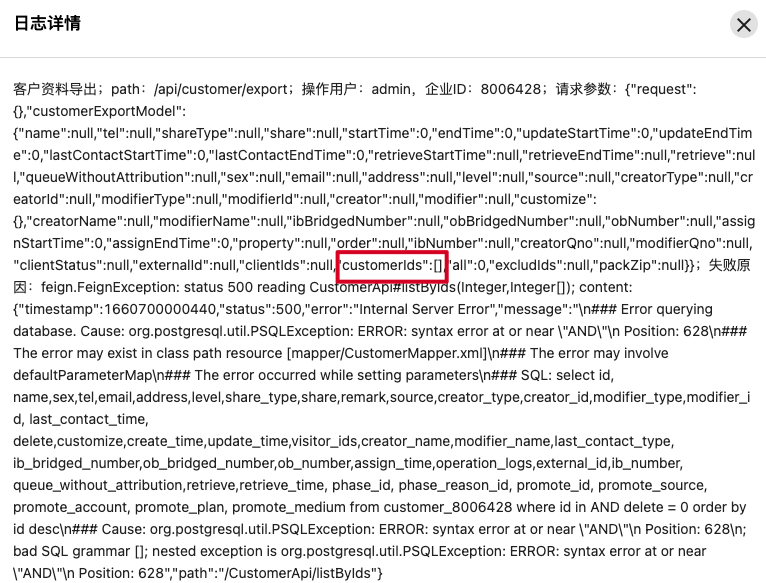 日志详情
客户资料导出；path：/api/customer/export；操作用户：admin，企业ID：8006428；请求参数：{"request":
{},"customerExportModel":
{"name":null,"tel":null,"shareType":null,"share":null,"startTime":0,"endTime":0,"updateStartTime":0,"updateEndTim
e":0,"lastContactStartTime":0,"lastContactEndTime":0,"retrieveStartTime":null,"retrieveEndTime":null,"retrieve":nul
l,"queueWithoutAttribution":null,"sex":null,"email":null,"address":null,"level":null,"source":null,"creatorType":null,"cr
eatorId":null,"modifierType":null,"modifierId":null,"creator":null,"modifier":null,"customize":
{},"creatorName":null,"modifierName":null,"ibBridgedNumber":null,"obBridgedNumber":null,"obNumber":null,"assig
nStartTime":0,"assignEndTime":0,"property":null,"order":null,"ibNumber":null,"creatorQno":null,"modifierQno":null,
"clientStatus":null,"externalId":null,"clientIds":null,"customerIds":[],"all":0,"excludIds":null,"packZip":null}}；失败原
因：feign.FeignException: status 500 reading CustomerApi#listByIds(Integer,Integer[]); content:
{"timestamp":1660700000440,"status":500,"error":"Internal Server Error","message":"\n### Error querying
database. Cause: org.postgresql.util.PSQLException: ERROR: syntax error at or near \"AND\"\n Position: 628\n###
The error may exist in class path resource [mapper/CustomerMapper.xml]\n### The error may involve
defaultParameterMap\n### The error occurred while setting parameters\n### SQL: select id,
name,sex,tel,email,address,level,share_type,share,remark,source,creator_type,creator_id,modifier_type,modifier_i
d, last_contact_time,
delete,customize,create_time,update_time,visitor_ids,creator_name,modifier_name,last_contact_type,
ib_bridged_number,ob_bridged_number,ob_number,assign_time,operation_logs,external_id,ib_number,
queue_without_attribution,retrieve,retrieve_time, phase_id, phase_reason_id, promote_id, promote_source,
promote_account, promote_plan, promote_medium from customer_8006428 where id in AND delete = 0 order by
id desc\n### Cause: org.postgresql.util.PSQLException: ERROR: syntax error at or near \"AND\"\n Position: 628\n;
bad SQL grammar []; nested exception is org.postgresql.util.PSQLException: ERROR: syntax error at or near
\"AND\"\n Position: 628","path":"/CustomerApi/listByIds"}